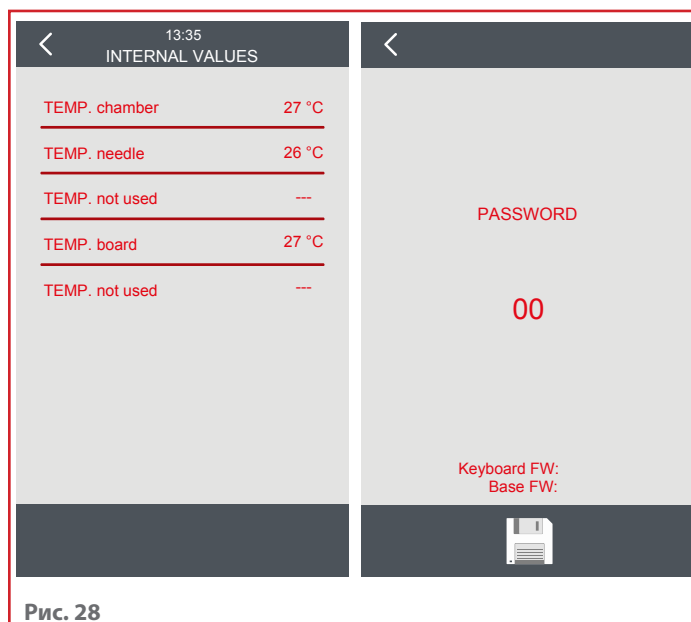 13:35
INTERNAL VALUES
TEMP. chamber 27 °C
TEMP. needle 26 °C
TEMP. not used ---
TEMP. board 27 °C
TEMP. not used ---
PASSWORD
00
Keyboard FW:
Base FW:
Рис. 28